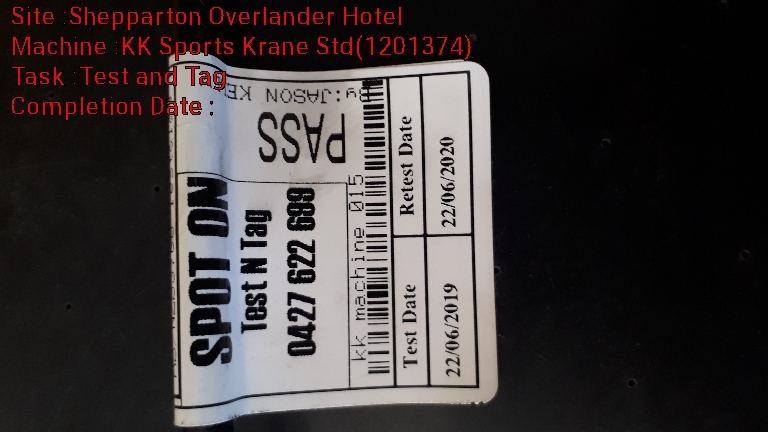 Site :Shepparton Overlander Hotel
Machine :KK Sports Krane Std(1201374)
Task :Test and Tag
Completion Date :
SPOT ON
Test N Tag
0427 622 699
PASS
By:JASON
kk machine 015
Test Date
Retest Date
22/06/2019
22/06/2020